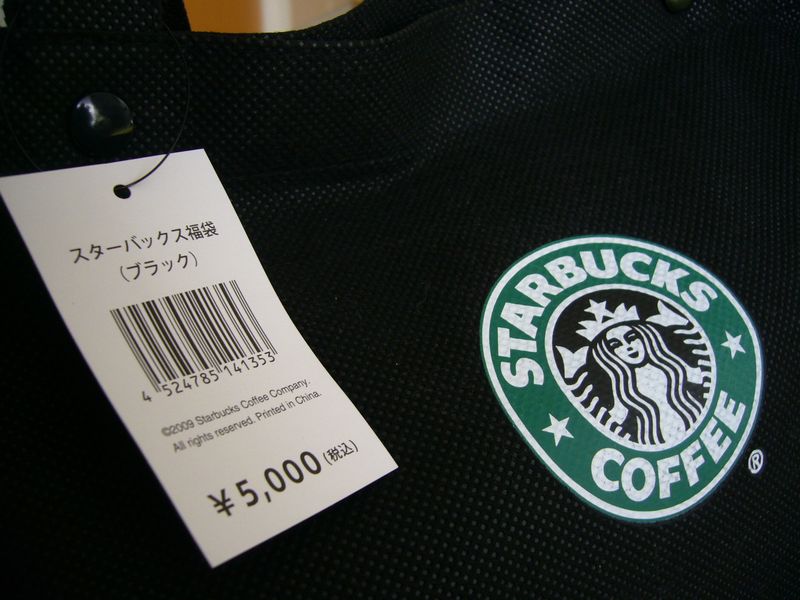 スターバックス福袋
(ブラック)
4 524785 141353
©2009 Starbucks Coffee Company.
All rights reserved. Printed in China.
¥5,000(税込)
STARBUCKS
COFFEE
®